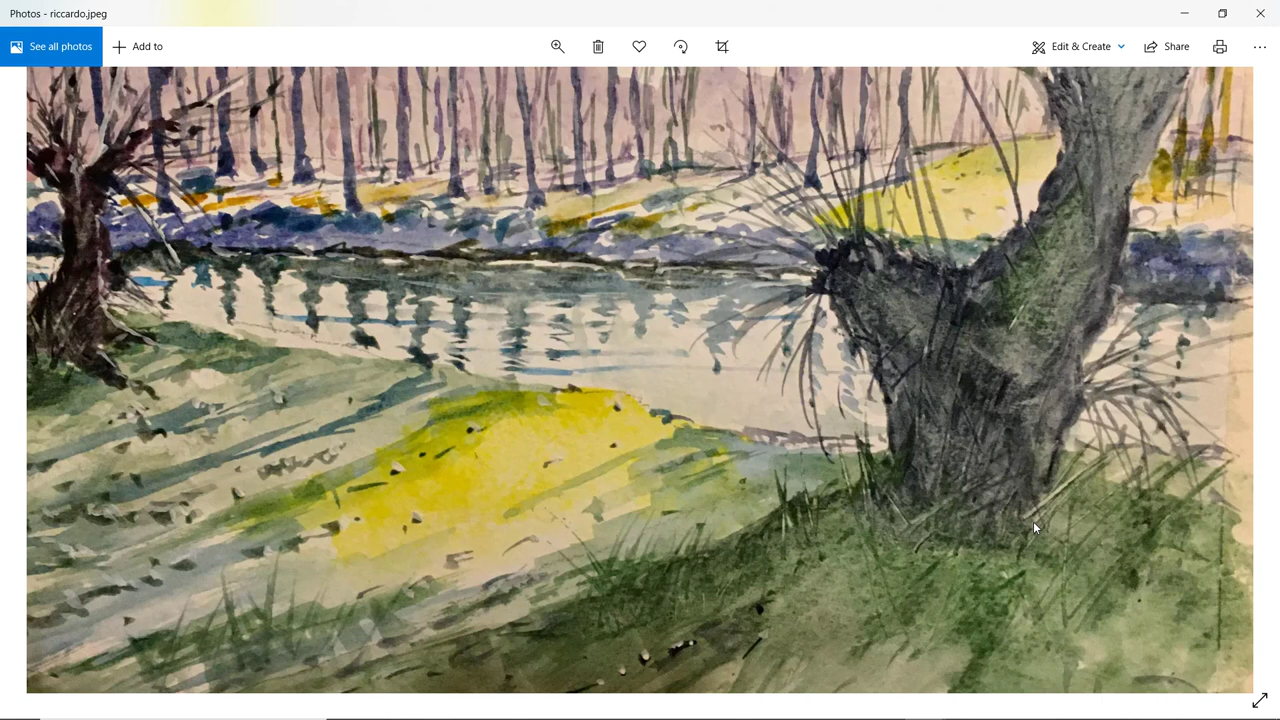 Photos - riccardo.jpeg
See all photos
Add to
Edit & Create
Share